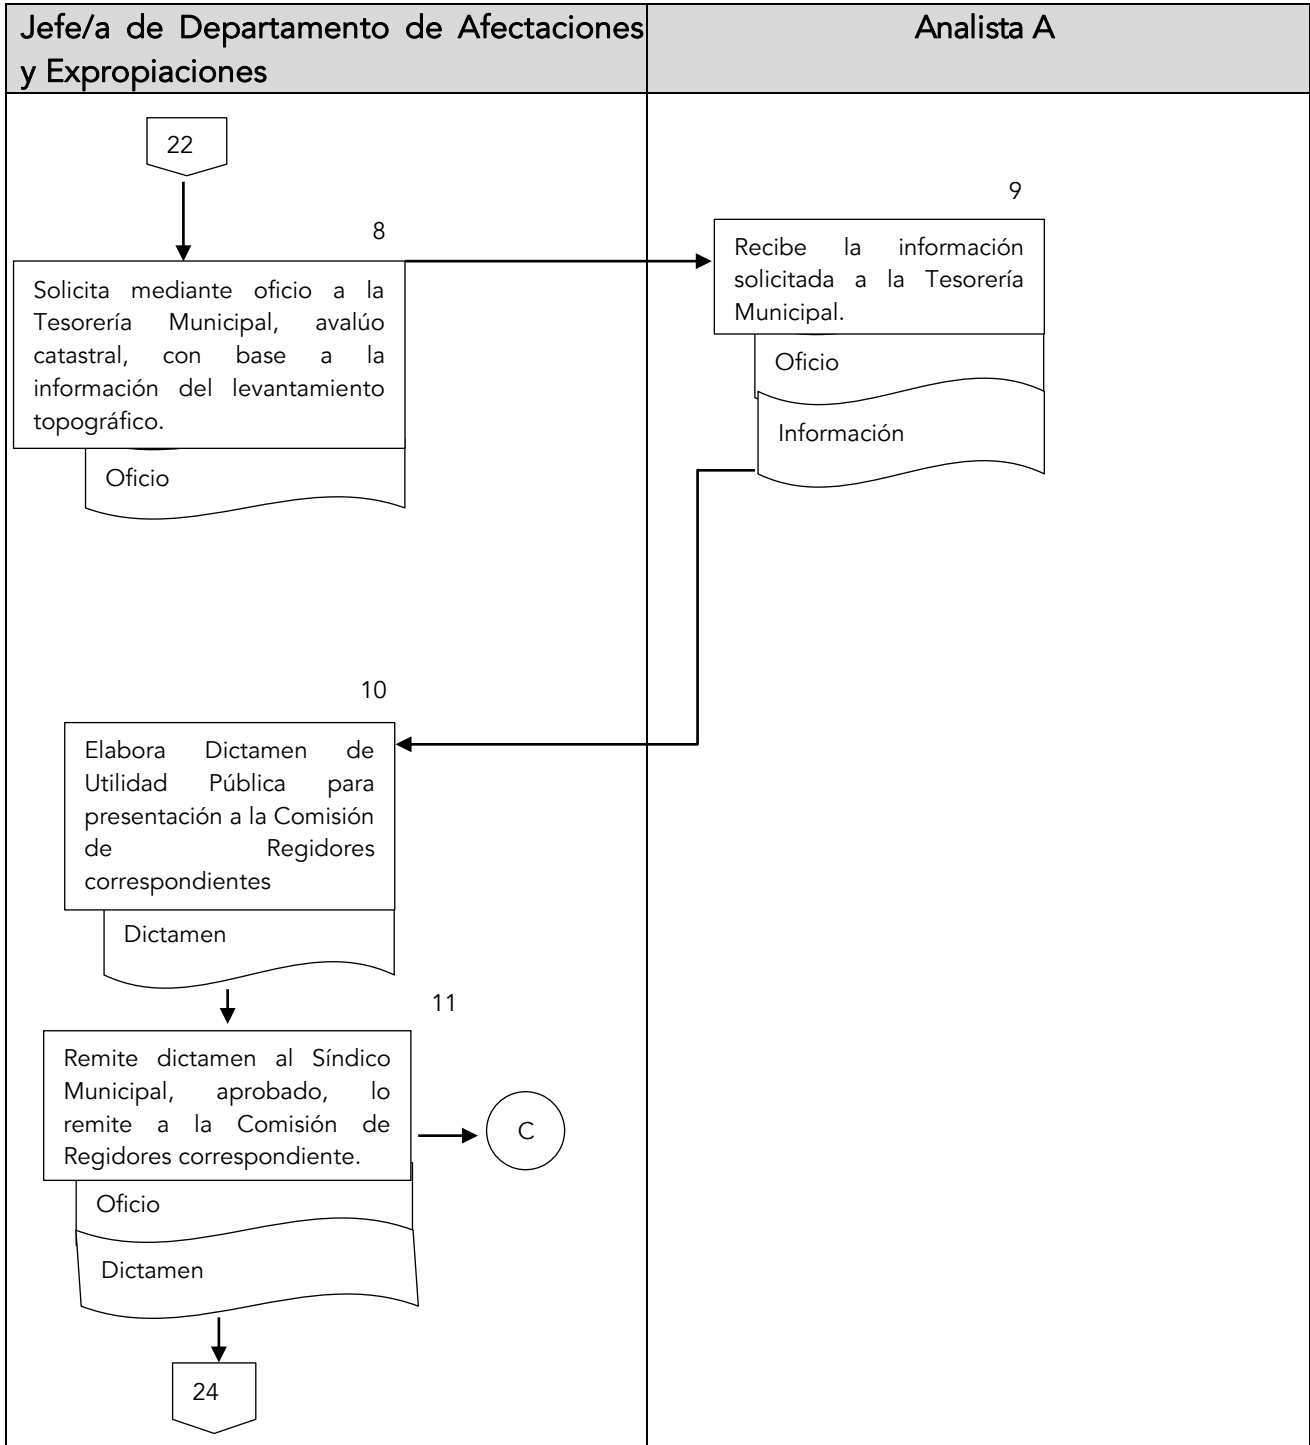 Jefe/a de Departamento de Afectaciones
y Expropiaciones
Analista A
22
8
Solicita mediante oficio a la
Tesorería Municipal, avalúo
catastral, con base a la
información del levantamiento
topográfico.
Oficio
9
Recibe la información
solicitada a la Tesorería
Municipal.
Oficio
Información
10
Elabora Dictamen de
Utilidad Pública para
presentación a la Comisión
de Regidores
correspondientes
Dictamen
11
Remite dictamen al Síndico
Municipal, aprobado, lo
remite a la Comisión de
Regidores correspondiente.
C
Oficio
Dictamen
24